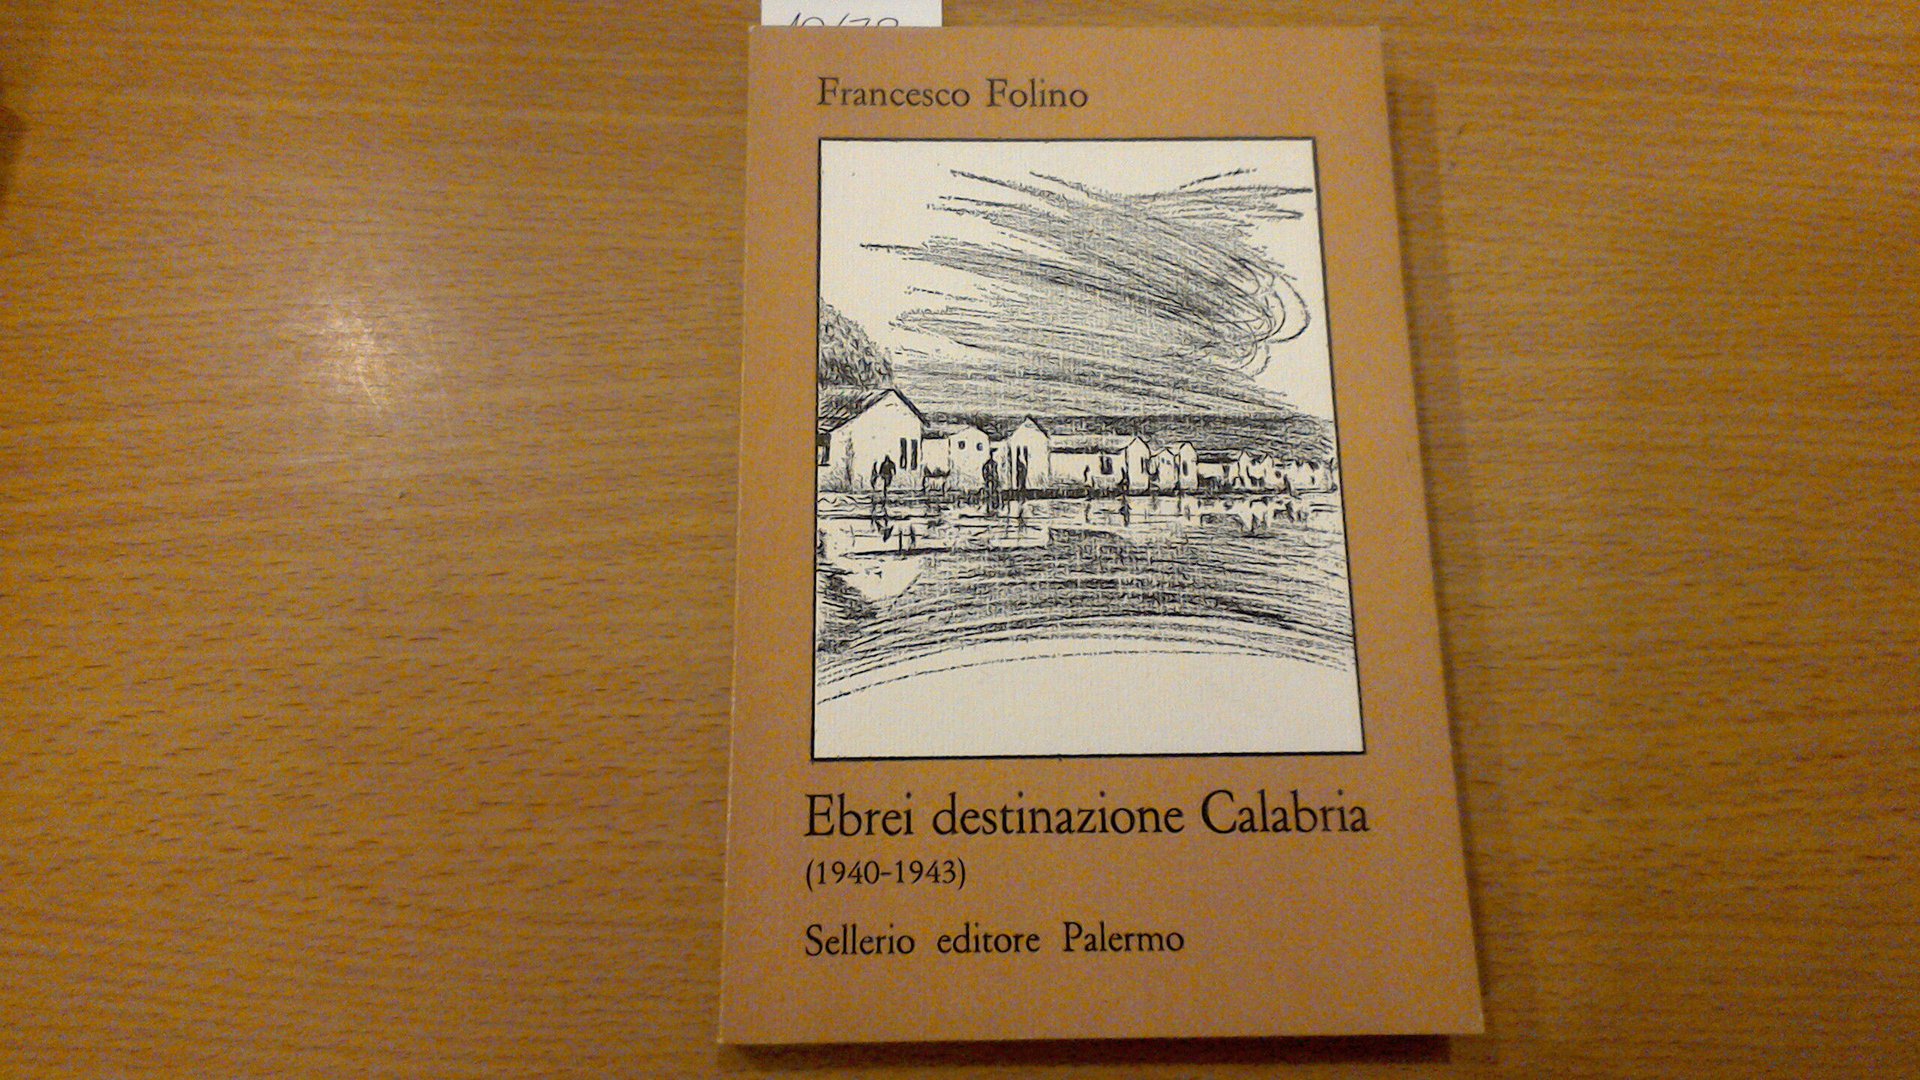 Francesco Folino
Ebrei destinazione Calabria
(1940-1943)
Sellerio editore Palermo